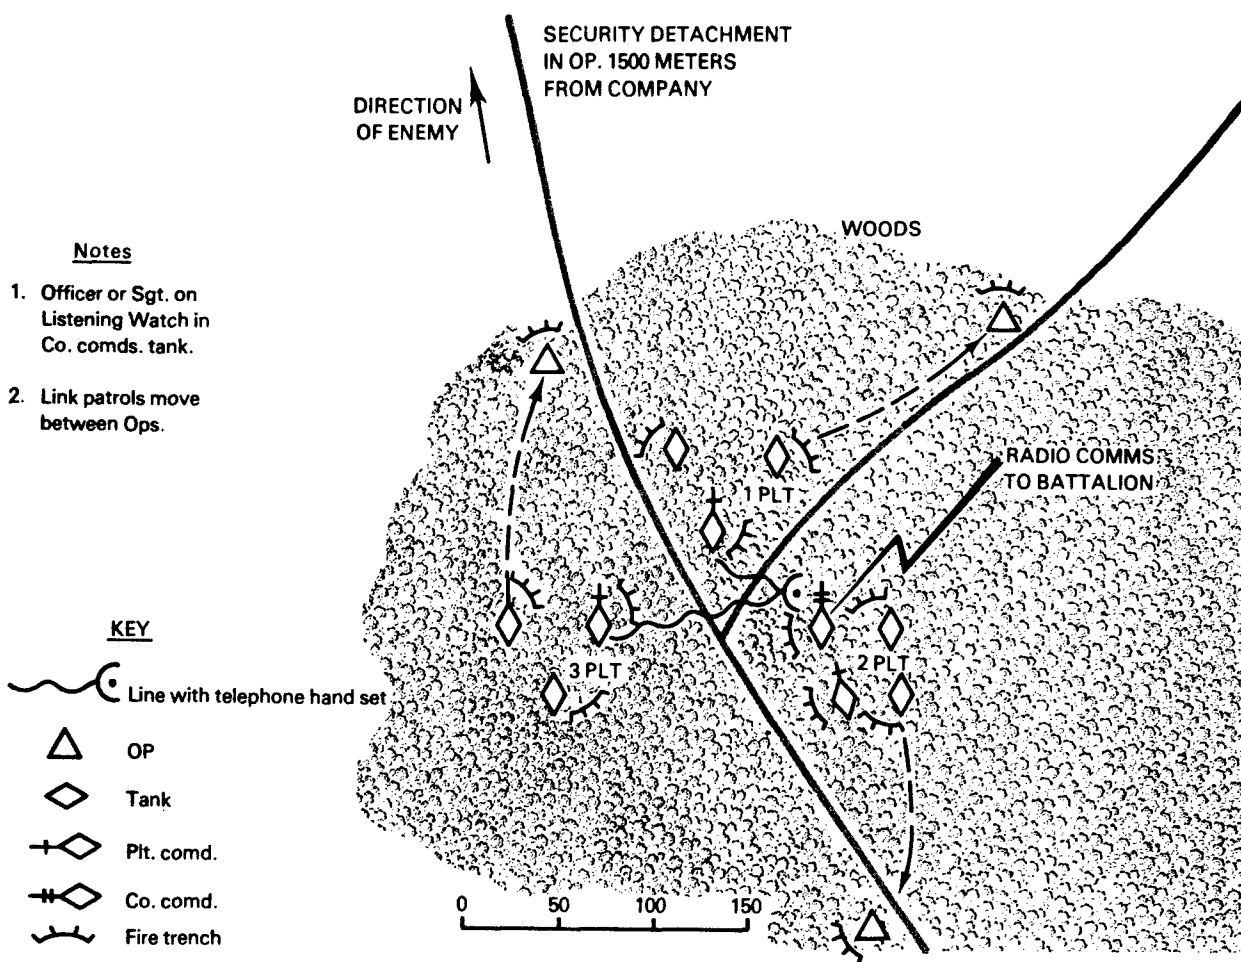 SECURITY DETACHMENT
IN OP. 1500 METERS
FROM COMPANY
DIRECTION
OF ENEMY
WOODS
Notes
1. Officer or Sgt. on
Listening Watch in
Co. comds. tank.
2. Link patrols move
between Ops.
1 PLT
RADIO COMMS
TO BATTALION
3 PLT
2 PLT
KEY
Line with telephone hand set
OP
Tank
Plt. comd.
Co. comd.
Fire trench
0 50 100 150